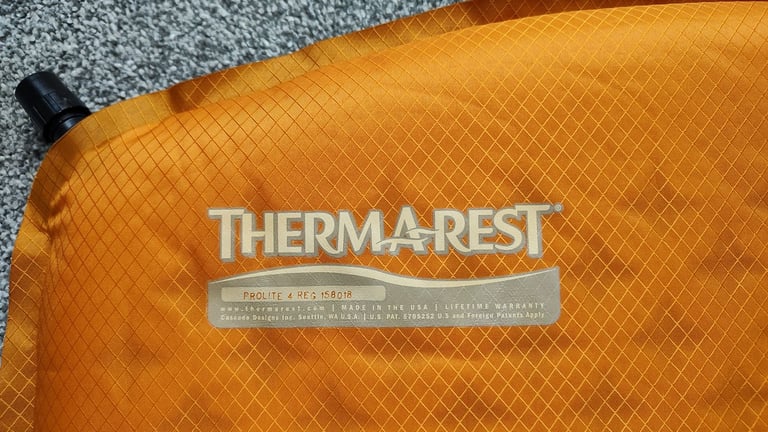 THERMAREST®
PROLITE 4 REG 158018
www.thermarest.com | MADE IN THE USA | LIFETIME WARRANTY
Cascade Designs Inc. Seattle, WA U.S.A. | U.S. PAT. 5705252 U.S and Foreign Patents Apply